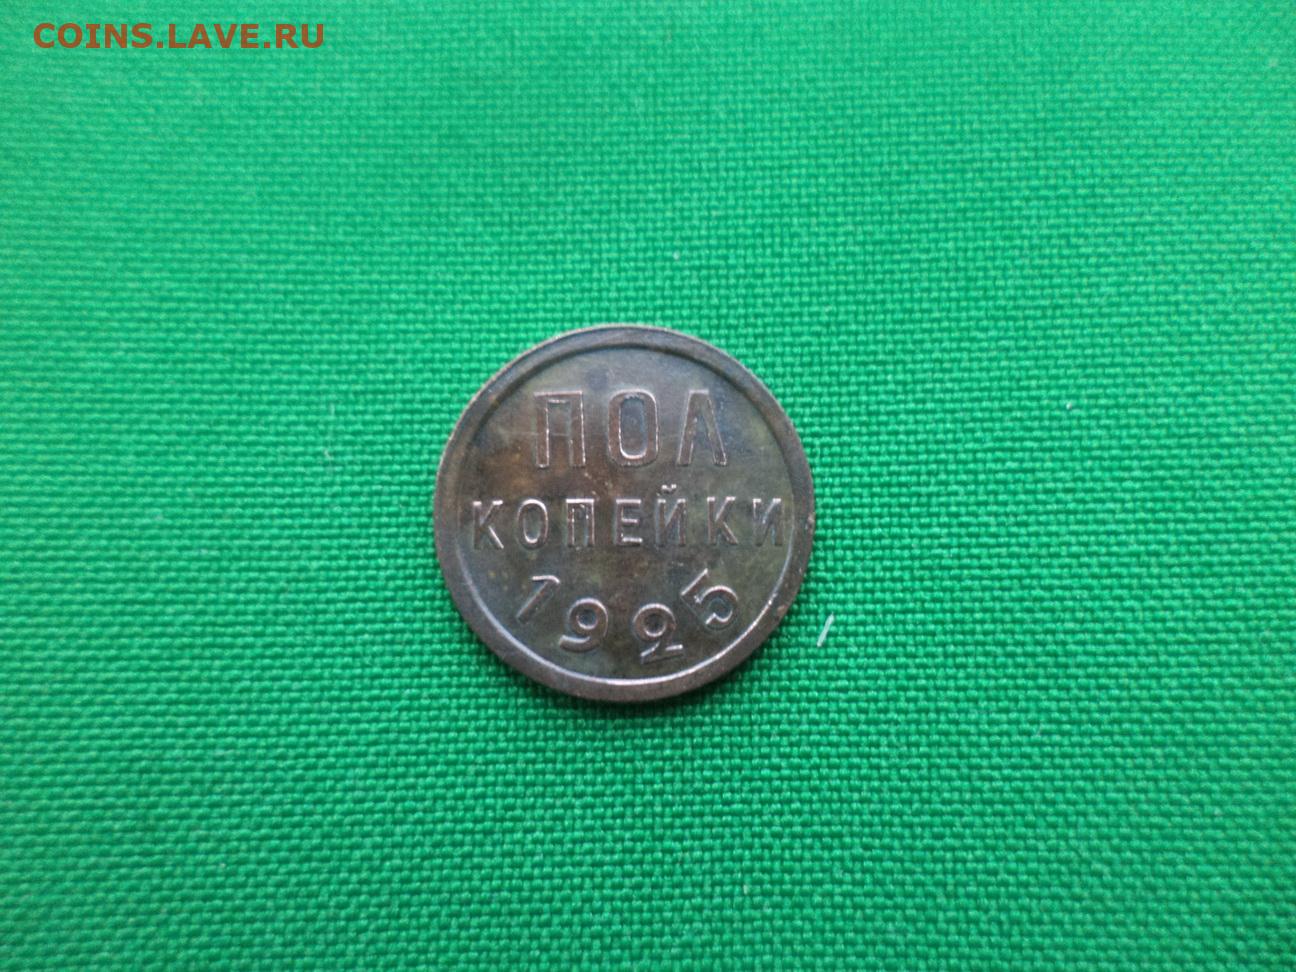 COINS.LAVE.RU
ПОЛ
КОПЕЙКИ
1925